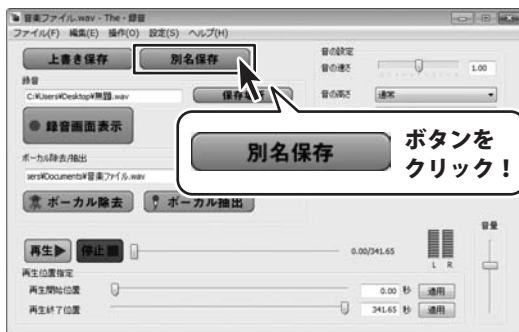 音楽ファイル.wav - The・録音
ファイル(F) 編集(E) 操作(O) 設定(S) ヘルプ(H)
上書き保存 別名保存
音の設定
音の速さ 1.00
録音
C:¥Users¥Desktop¥無題.wav
音の高さ 通常
録音画面表示
別名保存
ボタンを
クリック！
ボーカル除去/抽出
sers¥Documents¥音楽ファイル.wav
ボーカル除去 ボーカル抽出
音量
再生 停止 0.00/341.65
L R
再生位置指定
再生開始位置 0.00 秒 適用
再生終了位置 341.65 秒 適用